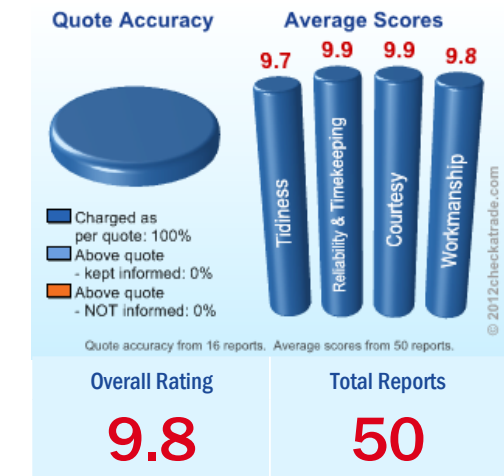 Quote Accuracy
Average Scores
9.7
9.9
9.9
9.8
Tidiness
Reliability & Timekeeping
Courtesy
Workmanship
Charged as
per quote: 100%
Above quote
- kept informed: 0%
Above quote
- NOT informed: 0%
© 2012checkatrade.com
Quote accuracy from 16 reports. Average scores from 50 reports.
Overall Rating
9.8
Total Reports
50